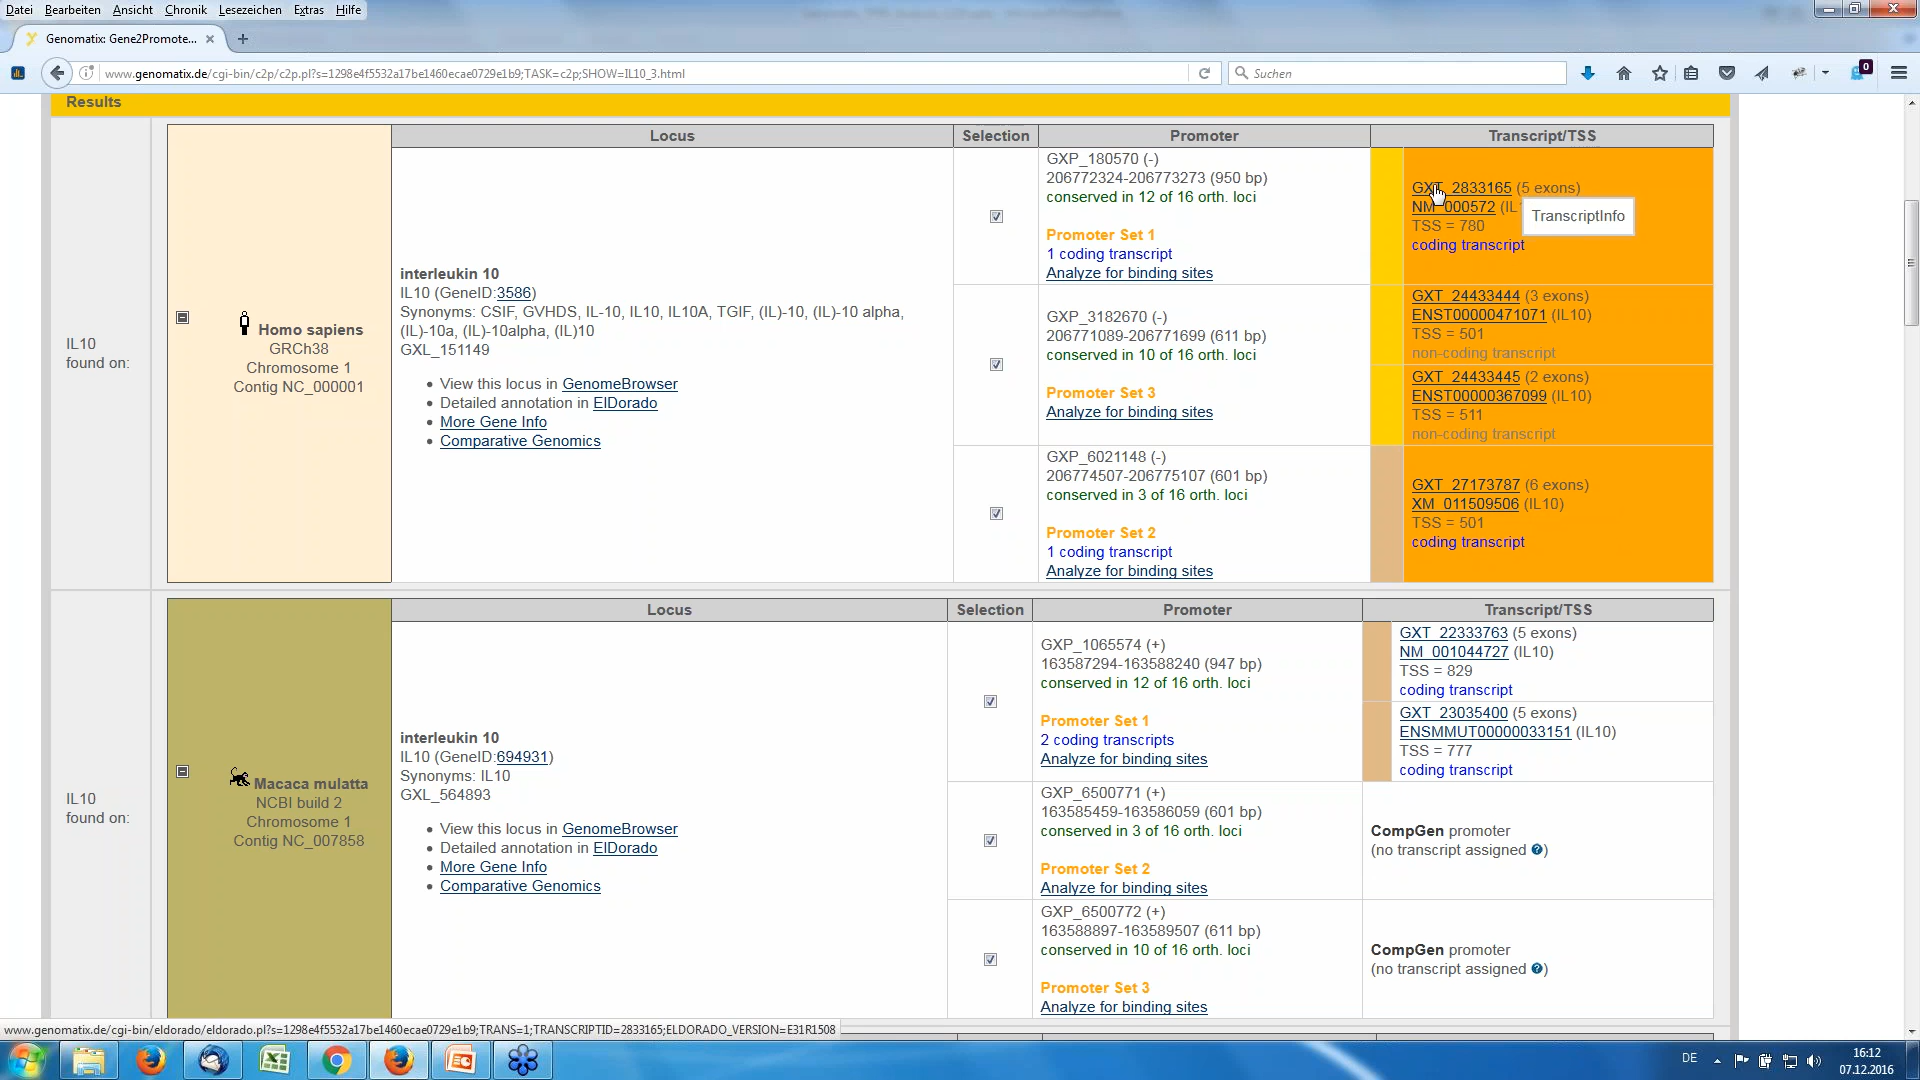 Datei Bearbeiten Ansicht Chronik Lesezeichen Extras Hilfe
Genomatix: Gene2Promote...
www.genomatix.de/cgi-bin/c2p/c2p.pl?s=1298e4f5532a17be1460ecae0729e1b9;TASK=c2p;SHOW=IL10_3.html
Suchen
0
Results
Locus Selection Promoter Transcript/TSS
IL10
found on:
Homo sapiens
GRCh38
Chromosome 1
Contig NC_000001
interleukin 10
IL10 (GeneID:3586)
Synonyms: CSIF, GVHDS, IL-10, IL10, IL10A, TGIF, (IL)-10, (IL)-10 alpha,
(IL)-10a, (IL)-10alpha, (IL)10
GXL_151149
• View this locus in GenomeBrowser
• Detailed annotation in ElDorado
• More Gene Info
• Comparative Genomics
GXP_180570 (-)
206772324-206773273 (950 bp)
conserved in 12 of 16 orth. loci
Promoter Set 1
1 coding transcript
Analyze for binding sites
GXT_2833165 (5 exons)
NM_000572 (IL
TSS = 780
coding transcript
TranscriptInfo
GXP_3182670 (-)
206771089-206771699 (611 bp)
conserved in 10 of 16 orth. loci
Promoter Set 3
Analyze for binding sites
GXT_24433444 (3 exons)
ENST00000471071 (IL10)
TSS = 501
non-coding transcript
GXT_24433445 (2 exons)
ENST00000367099 (IL10)
TSS = 511
non-coding transcript
GXP_6021148 (-)
206774507-206775107 (601 bp)
conserved in 3 of 16 orth. loci
Promoter Set 2
1 coding transcript
Analyze for binding sites
GXT_27173787 (6 exons)
XM_011509506 (IL10)
TSS = 501
coding transcript
Locus Selection Promoter Transcript/TSS
IL10
found on:
Macaca mulatta
NCBI build 2
Chromosome 1
Contig NC_007858
interleukin 10
IL10 (GeneID:694931)
Synonyms: IL10
GXL_564893
• View this locus in GenomeBrowser
• Detailed annotation in ElDorado
• More Gene Info
• Comparative Genomics
GXP_1065574 (+)
163587294-163588240 (947 bp)
conserved in 12 of 16 orth. loci
Promoter Set 1
2 coding transcripts
Analyze for binding sites
GXT_22333763 (5 exons)
NM_001044727 (IL10)
TSS = 829
coding transcript
GXT_23035400 (5 exons)
ENSMMUT00000033151 (IL10)
TSS = 777
coding transcript
GXP_6500771 (+)
163585459-163586059 (601 bp)
conserved in 3 of 16 orth. loci
Promoter Set 2
Analyze for binding sites
CompGen promoter
(no transcript assigned ?)
GXP_6500772 (+)
163588897-163589507 (611 bp)
conserved in 10 of 16 orth. loci
Promoter Set 3
Analyze for binding sites
CompGen promoter
(no transcript assigned ?)
www.genomatix.de/cgi-bin/eldorado/eldorado.pl?s=1298e4f5532a17be1460ecae0729e1b9;TRANS=1;TRANSCRIPTID=2833165;ELDORADO_VERSION=E31R1508
DE
16:12
07.12.2016